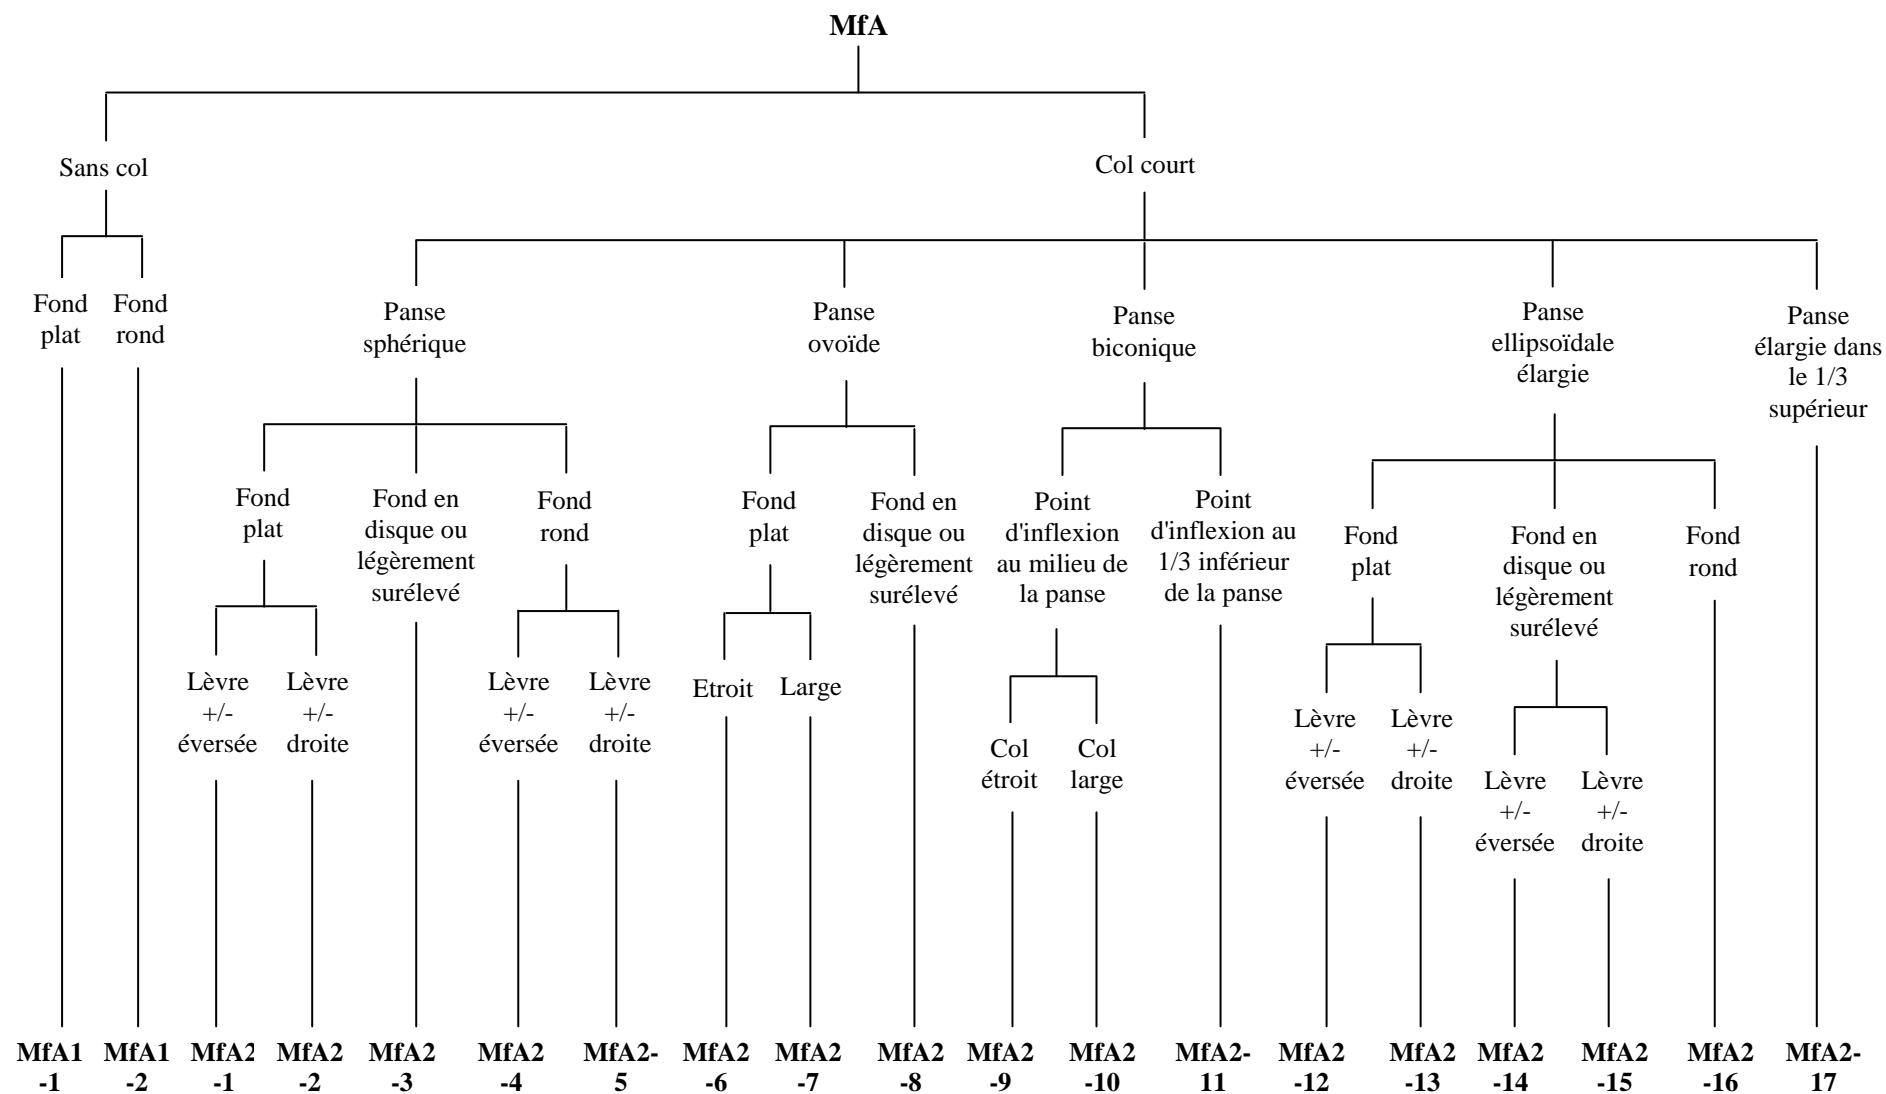 MfA
Sans col
Col court
Fond
plat
Fond
rond
Panse
sphérique
Panse
ovoïde
Panse
biconique
Panse
ellipsoïdale
élargie
Panse
élargie dans
le 1/3
supérieur
Fond
plat
Fond en
disque ou
légèrement
surélevé
Fond
rond
Fond
plat
Fond en
disque ou
légèrement
surélevé
Point
d'inflexion
au milieu de
la panse
Point
d'inflexion au
1/3 inférieur
de la panse
Fond
plat
Fond en
disque ou
légèrement
surélevé
Fond
rond
Lèvre
+/-
éversée
Lèvre
+/-
droite
Lèvre
+/-
éversée
Lèvre
+/-
droite
Etroit
Large
Col
étroit
Col
large
Lèvre
+/-
éversée
Lèvre
+/-
droite
Lèvre
+/-
éversée
Lèvre
+/-
droite
MfA1
-1
MfA1
-2
MfA2
-1
MfA2
-2
MfA2
-3
MfA2
-4
MfA2-
5
MfA2
-6
MfA2
-7
MfA2
-8
MfA2
-9
MfA2
-10
MfA2-
11
MfA2
-12
MfA2
-13
MfA2
-14
MfA2
-15
MfA2
-16
MfA2-
17